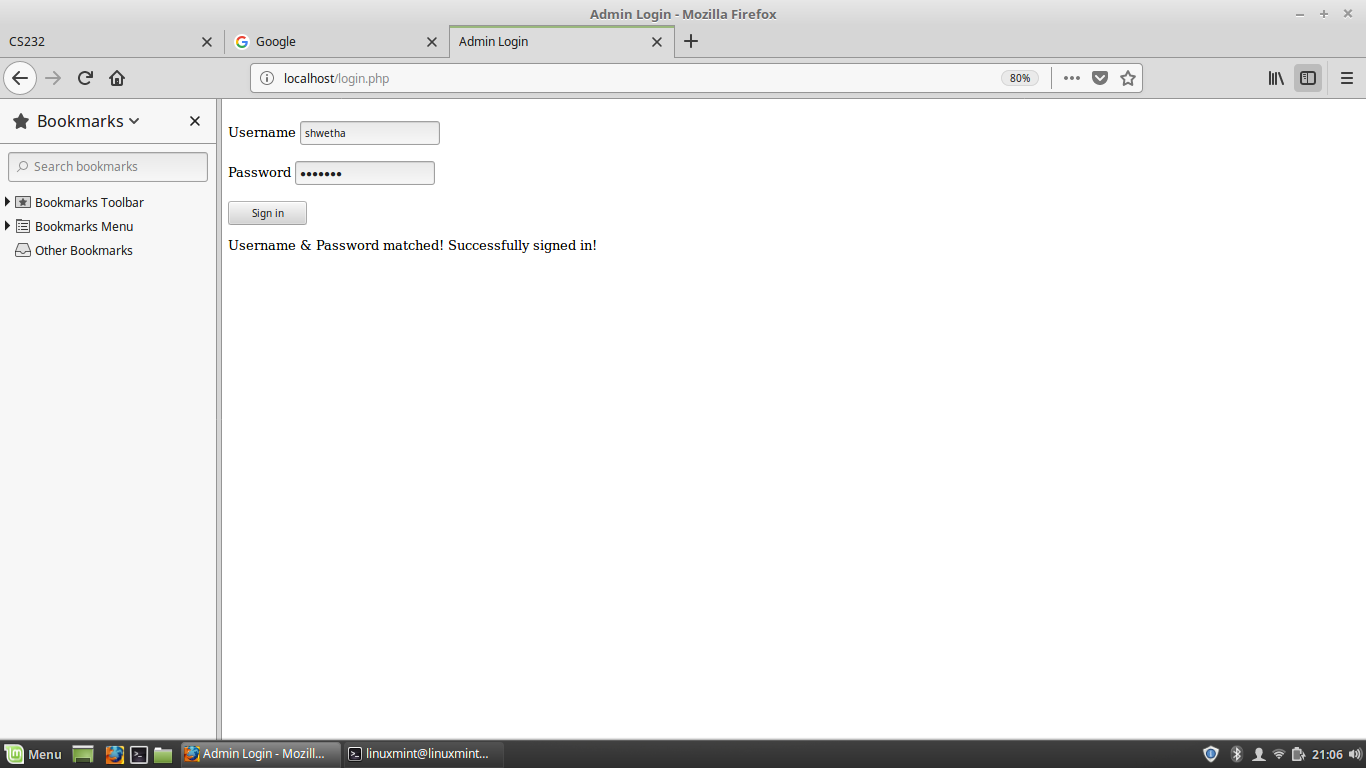 Admin Login - Mozilla Firefox
CS232
Google
Admin Login
localhost/login.php
80%
Bookmarks
Search bookmarks
Bookmarks Toolbar
Bookmarks Menu
Other Bookmarks
Username shwetha
Password •••••••
Sign in
Username & Password matched! Successfully signed in!
Menu
Admin Login - Mozill...
linuxmint@linuxmint...
21:06